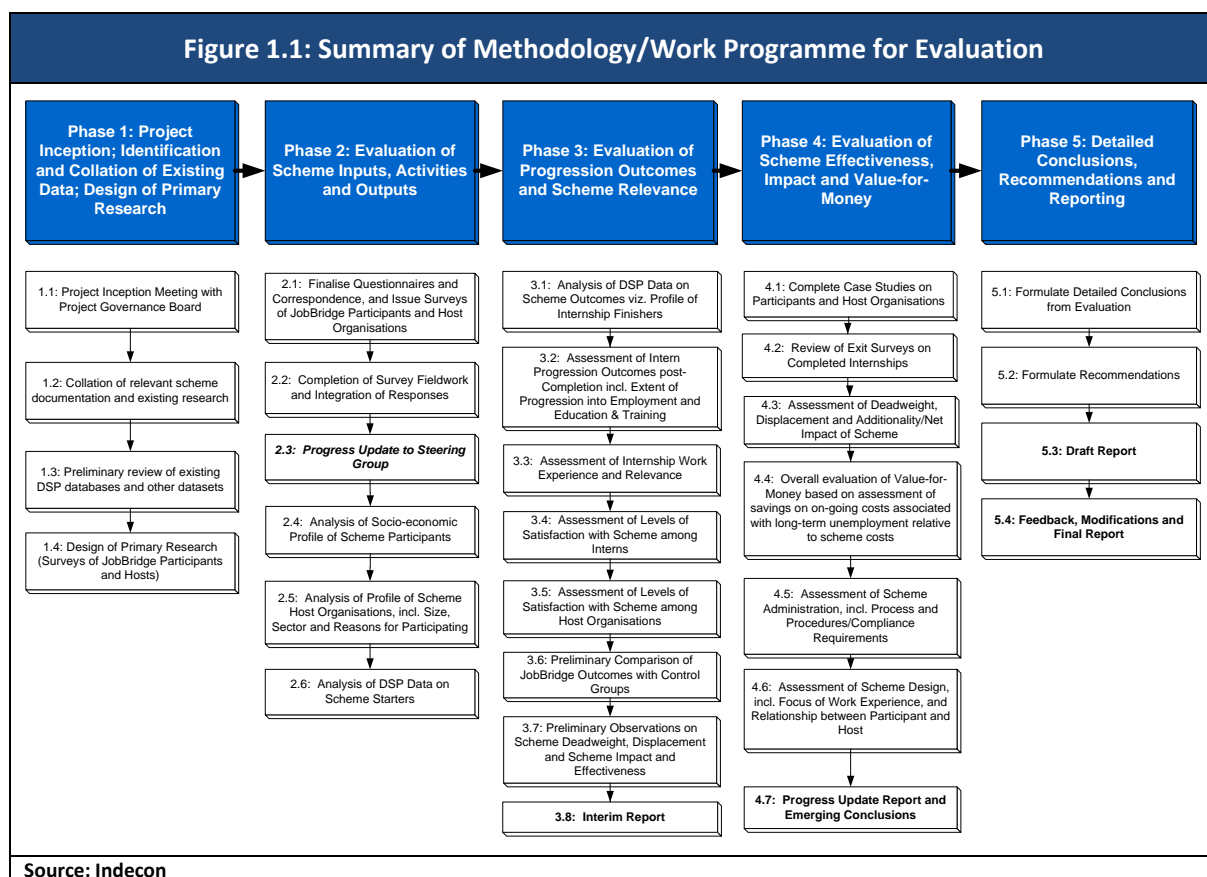 Figure 1.1: Summary of Methodology/Work Programme for Evaluation
Phase 1: Project
Inception; Identification
and Collation of Existing
Data; Design of Primary
Research
1.1: Project Inception Meeting with
Project Governance Board
1.2: Collation of relevant scheme
documentation and existing research
1.3: Preliminary review of existing
DSP databases and other datasets
1.4: Design of Primary Research
(Surveys of JobBridge Participants
and Hosts)
Phase 2: Evaluation of
Scheme Inputs, Activities
and Outputs
2.1: Finalise Questionnaires and
Correspondence, and Issue Surveys
of JobBridge Participants and Host
Organisations
2.2: Completion of Survey Fieldwork
and Integration of Responses
2.3: Progress Update to Steering
Group
2.4: Analysis of Socio-economic
Profile of Scheme Participants
2.5: Analysis of Profile of Scheme
Host Organisations, incl. Size,
Sector and Reasons for Participating
2.6: Analysis of DSP Data on
Scheme Starters
Phase 3: Evaluation of
Progression Outcomes
and Scheme Relevance
3.1: Analysis of DSP Data on
Scheme Outcomes viz. Profile of
Internship Finishers
3.2: Assessment of Intern
Progression Outcomes post-
Completion incl. Extent of
Progression into Employment and
Education & Training
3.3: Assessment of Internship Work
Experience and Relevance
3.4: Assessment of Levels of
Satisfaction with Scheme among
Interns
3.5: Assessment of Levels of
Satisfaction with Scheme among
Host Organisations
3.6: Preliminary Comparison of
JobBridge Outcomes with Control
Groups
3.7: Preliminary Observations on
Scheme Deadweight, Displacement
and Scheme Impact and
Effectiveness
3.8: Interim Report
Phase 4: Evaluation of
Scheme Effectiveness,
Impact and Value-for-
Money
4.1: Complete Case Studies on
Participants and Host Organisations
4.2: Review of Exit Surveys on
Completed Internships
4.3: Assessment of Deadweight,
Displacement and Additionality/Net
Impact of Scheme
4.4: Overall evaluation of Value-for-
Money based on assessment of
savings on on-going costs associated
with long-term unemployment relative
to scheme costs
4.5: Assessment of Scheme
Administration, incl. Process and
Procedures/Compliance
Requirements
4.6: Assessment of Scheme Design,
incl. Focus of Work Experience, and
Relationship between Participant and
Host
4.7: Progress Update Report and
Emerging Conclusions
Phase 5: Detailed
Conclusions,
Recommendations and
Reporting
5.1: Formulate Detailed Conclusions
from Evaluation
5.2: Formulate Recommendations
5.3: Draft Report
5.4: Feedback, Modifications and
Final Report
Source: Indecon